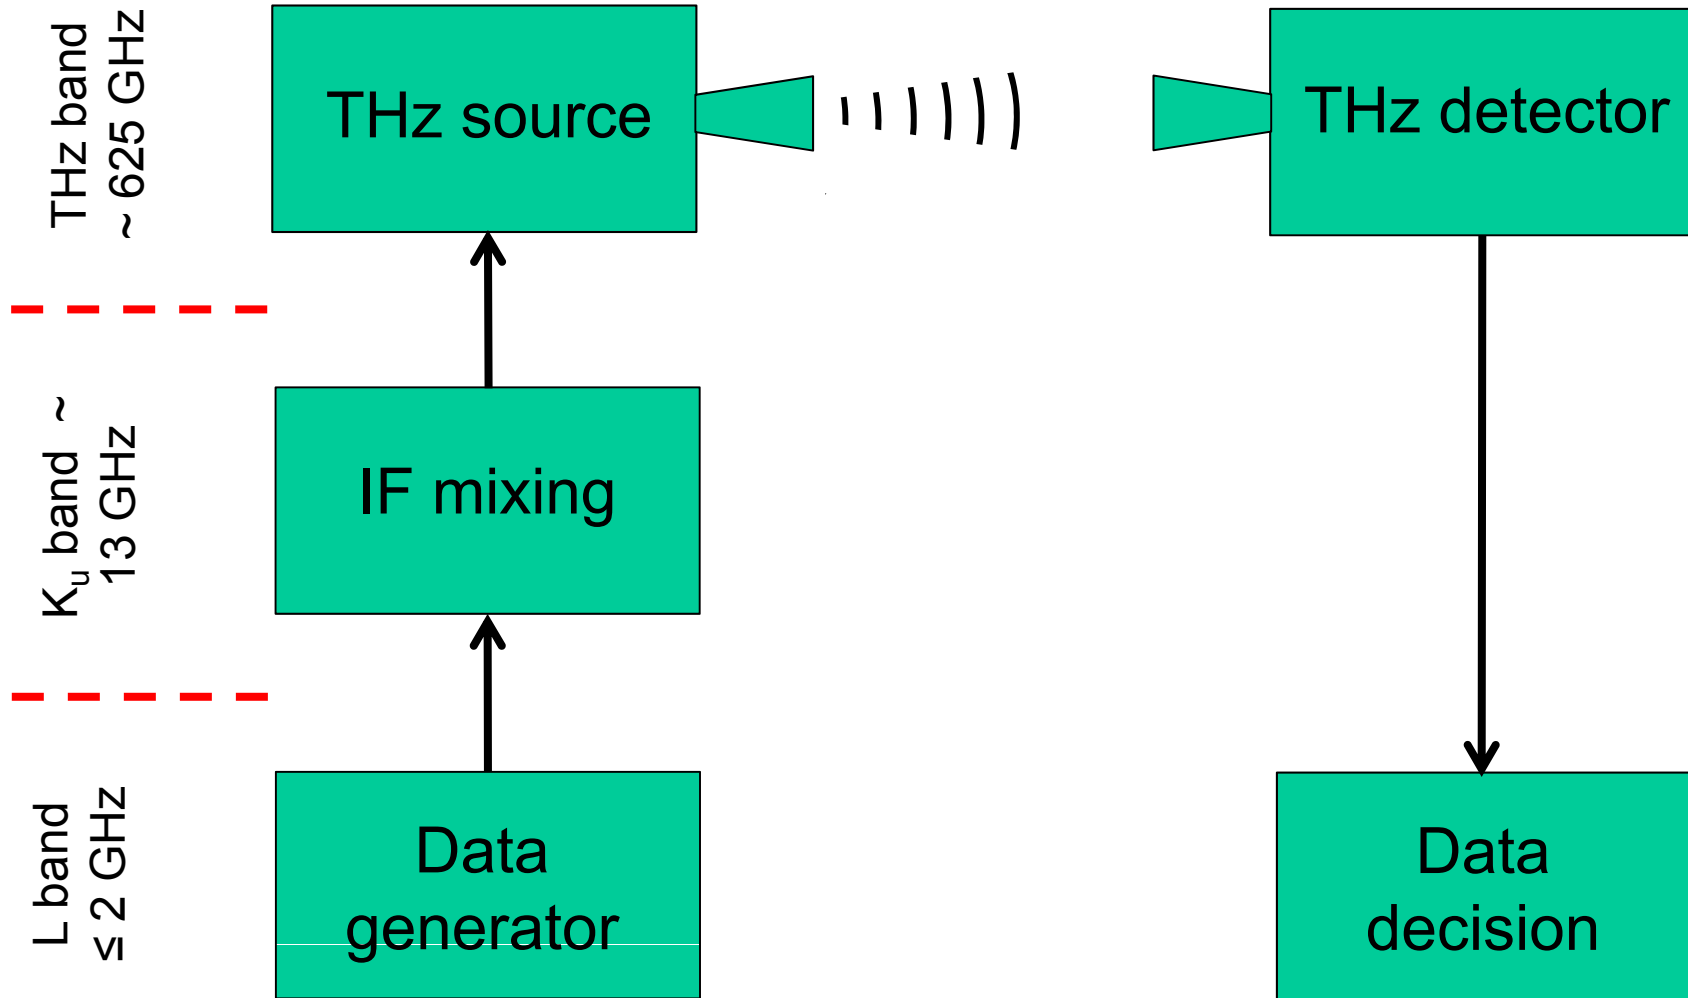 THz band
~ 625 GHz
THz source
THz detector
Ku band ~
13 GHz
IF mixing
L band
≤ 2 GHz
Data
generator
Data
decision